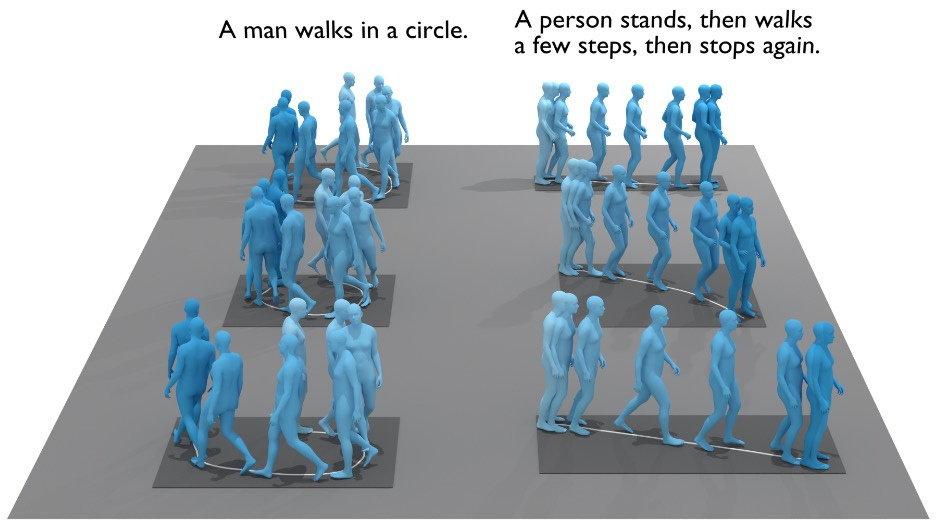 A man walks in a circle.
A person stands, then walks
a few steps, then stops again.